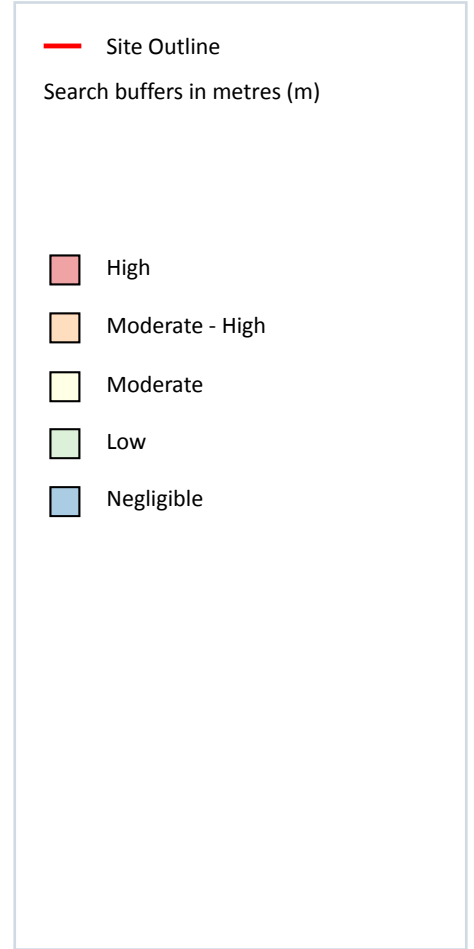 Site Outline
Search buffers in metres (m)
High
Moderate - High
Moderate
Low
Negligible